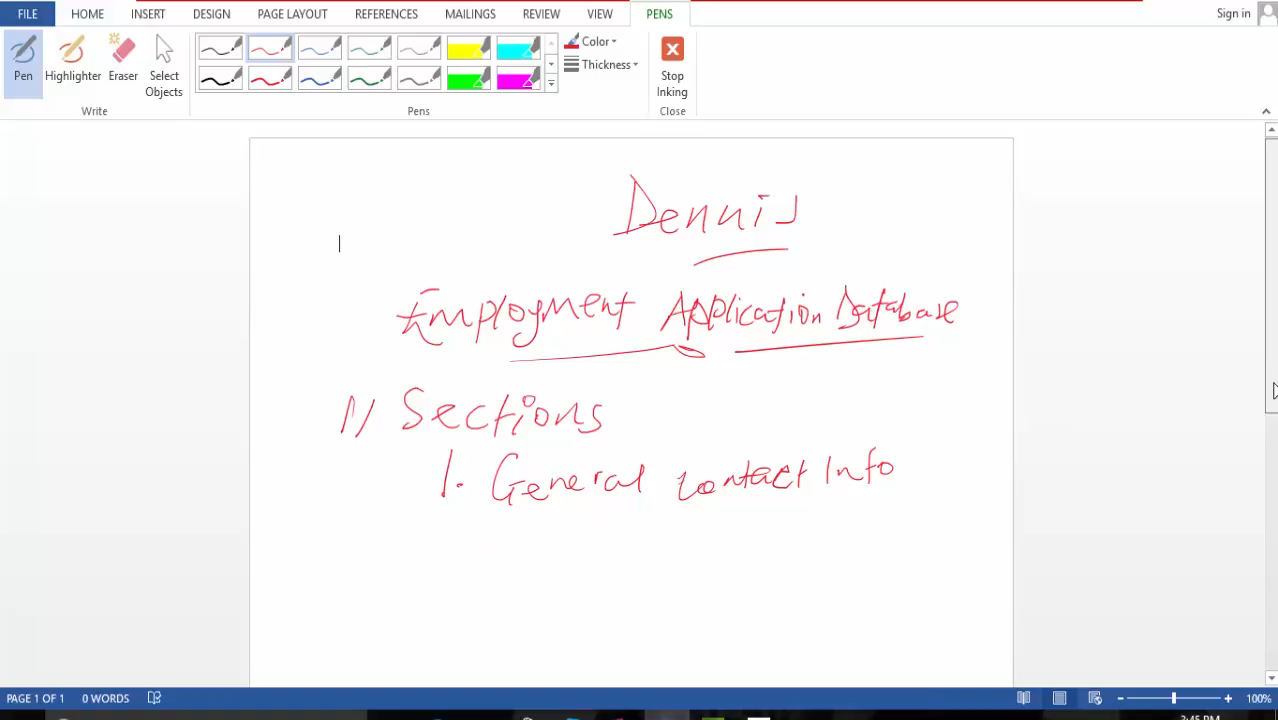 FILE HOME INSERT DESIGN PAGE LAYOUT REFERENCES MAILINGS REVIEW VIEW PENS Sign in
Pen Highlighter Eraser Select Objects
Color
Thickness
Stop Inking
Write Pens Close
Dennis
Employment Application Database
1) Sections
1. General contact Info
PAGE 1 OF 1 0 WORDS 100%